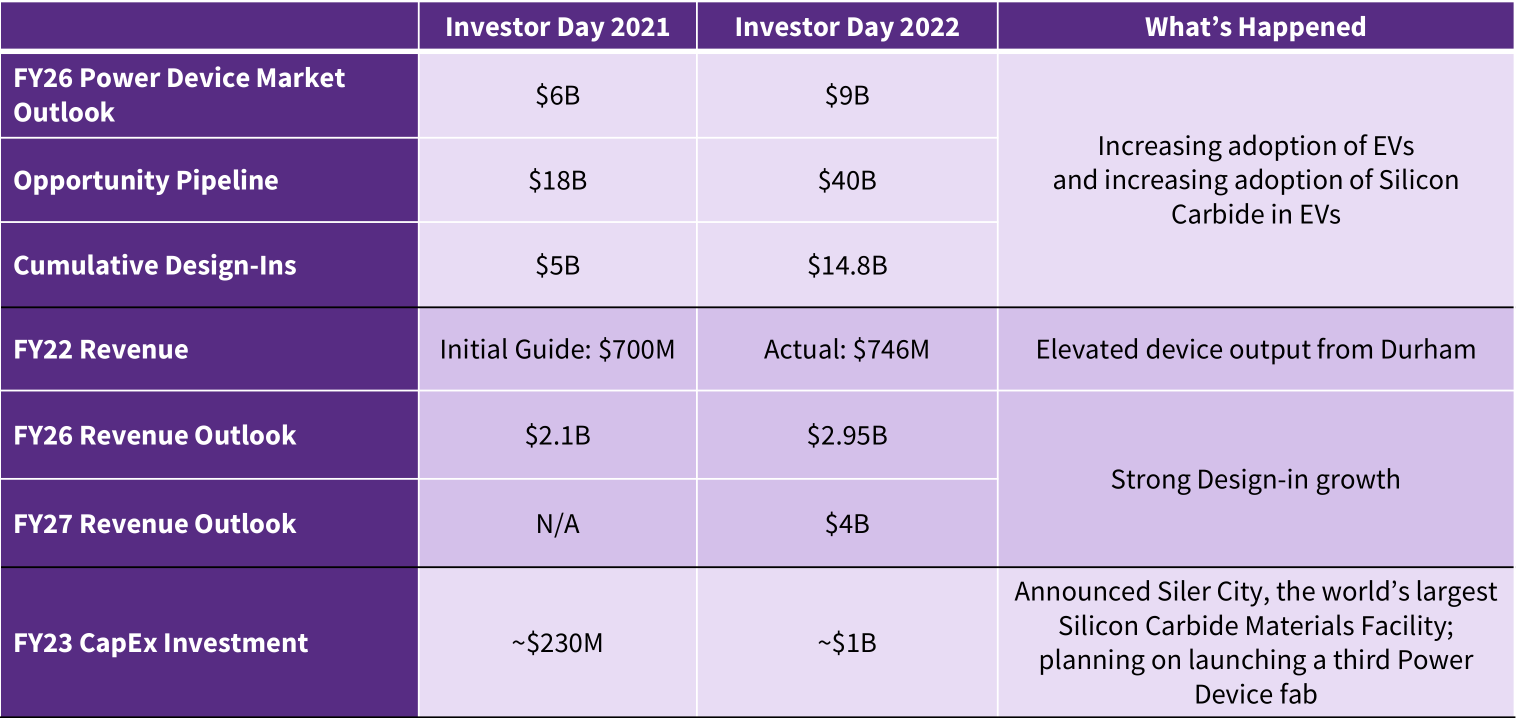 Investor Day 2021
Investor Day 2022
What’s Happened
FY26 Power Device Market
Outlook
$6B
$9B
Increasing adoption of EVs
and increasing adoption of Silicon
Carbide in EVs
Opportunity Pipeline
$18B
$40B
Cumulative Design-Ins
$5B
$14.8B
FY22 Revenue
Initial Guide: $700M
Actual: $746M
Elevated device output from Durham
FY26 Revenue Outlook
$2.1B
$2.95B
Strong Design-in growth
FY27 Revenue Outlook
N/A
$4B
FY23 CapEx Investment
~$230M
~$1B
Announced Siler City, the world’s largest
Silicon Carbide Materials Facility;
planning on launching a third Power
Device fab